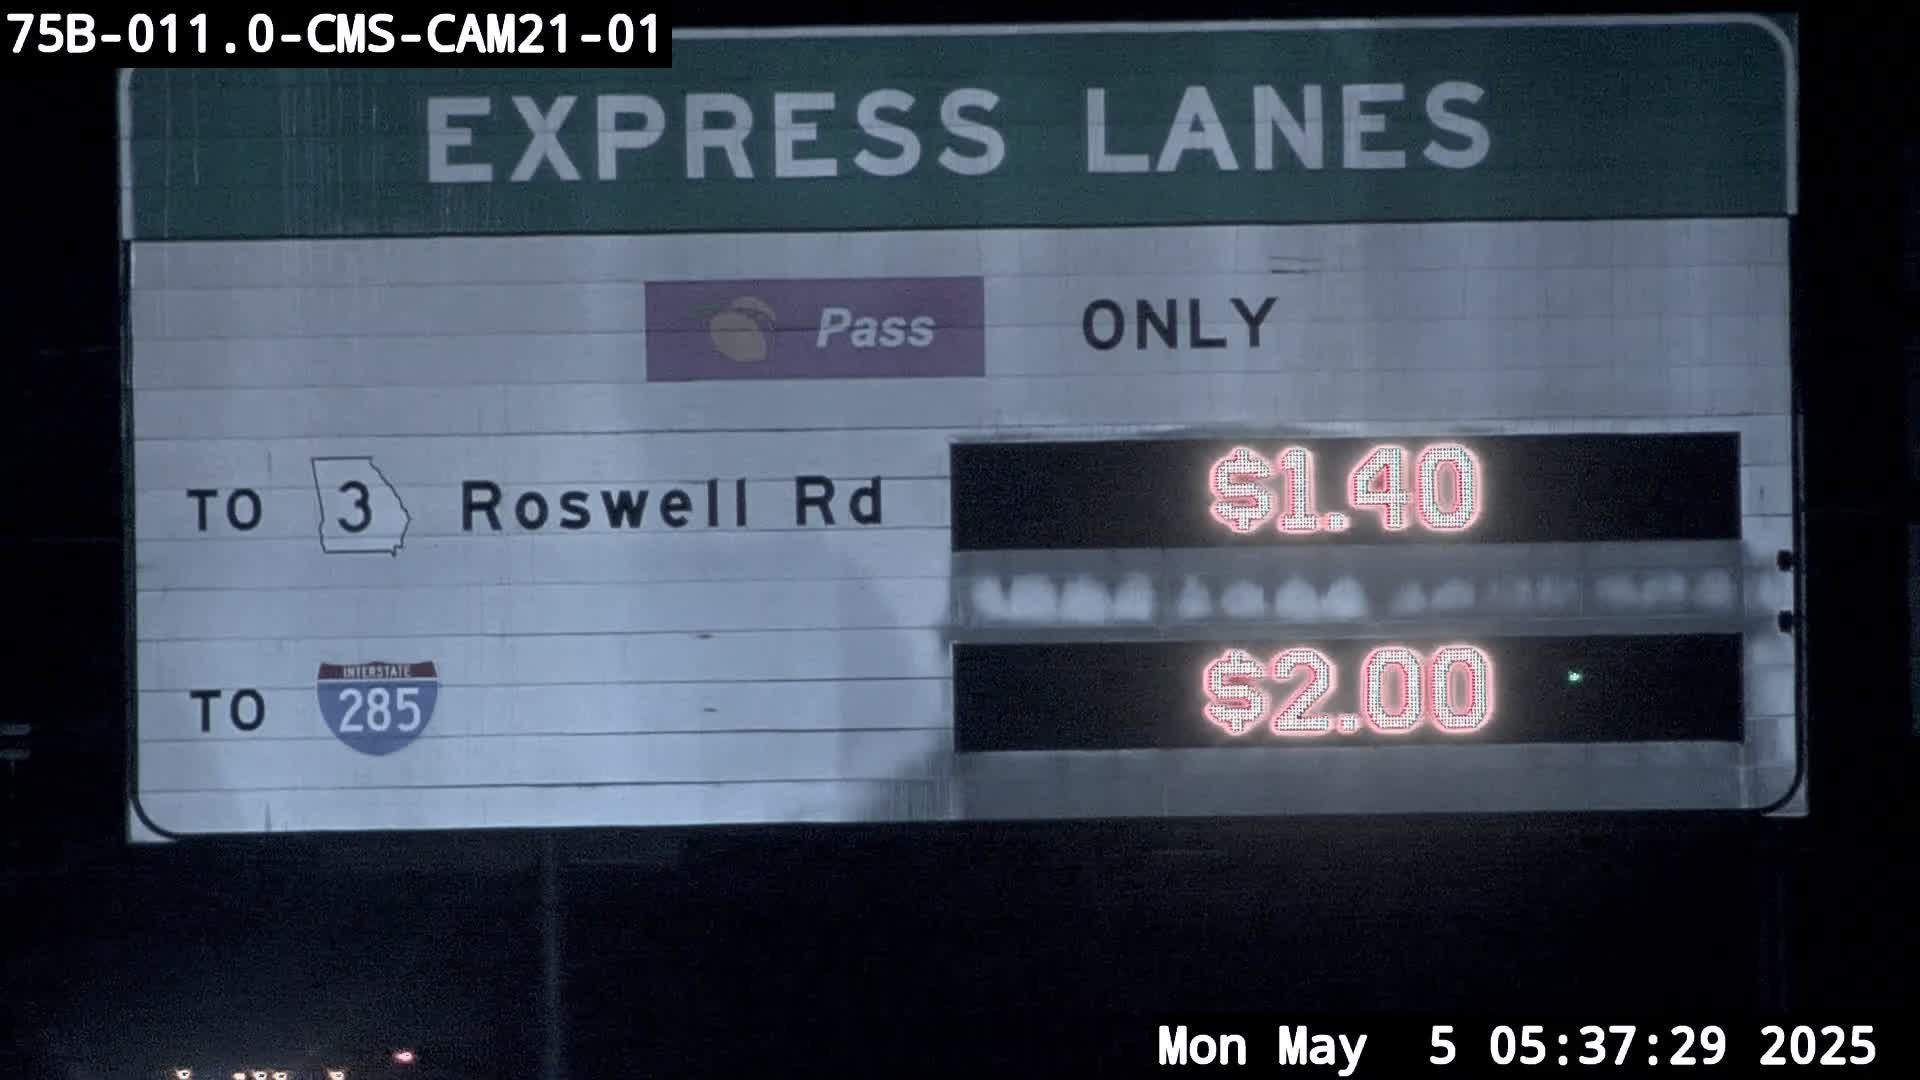 75B-011.0-CMS-CAM21-01
EXPRESS LANES
Pass ONLY
TO 3 Roswell Rd $1.40
INTERSTATE
TO 285 $2.00
Mon May 5 05:37:29 2025